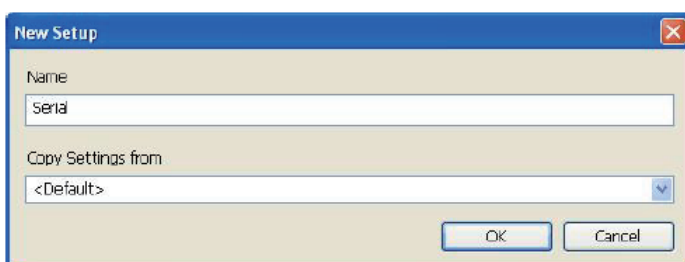 New Setup
Name
Serial
Copy Settings from
<Default>
OK Cancel